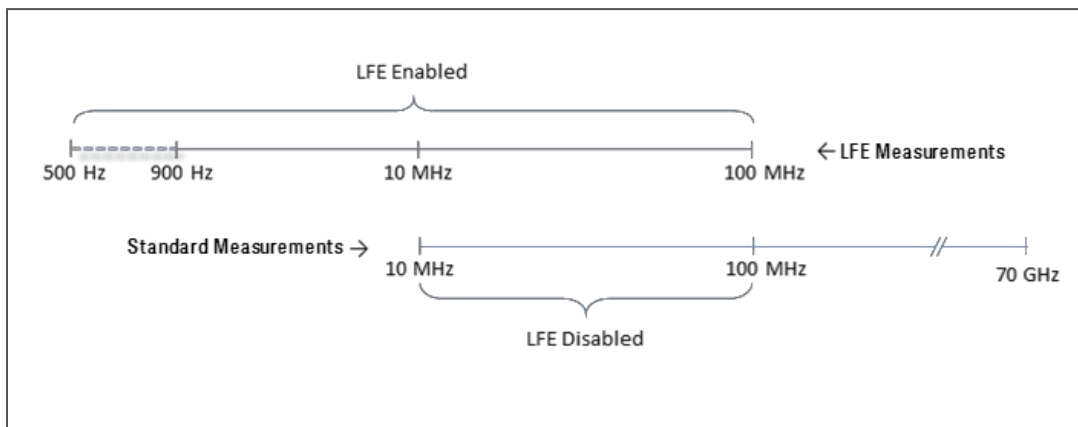 LFE Enabled
500 Hz 900 Hz 10 MHz 100 MHz ← LFE Measurements
Standard Measurements →
10 MHz 100 MHz 70 GHz
LFE Disabled